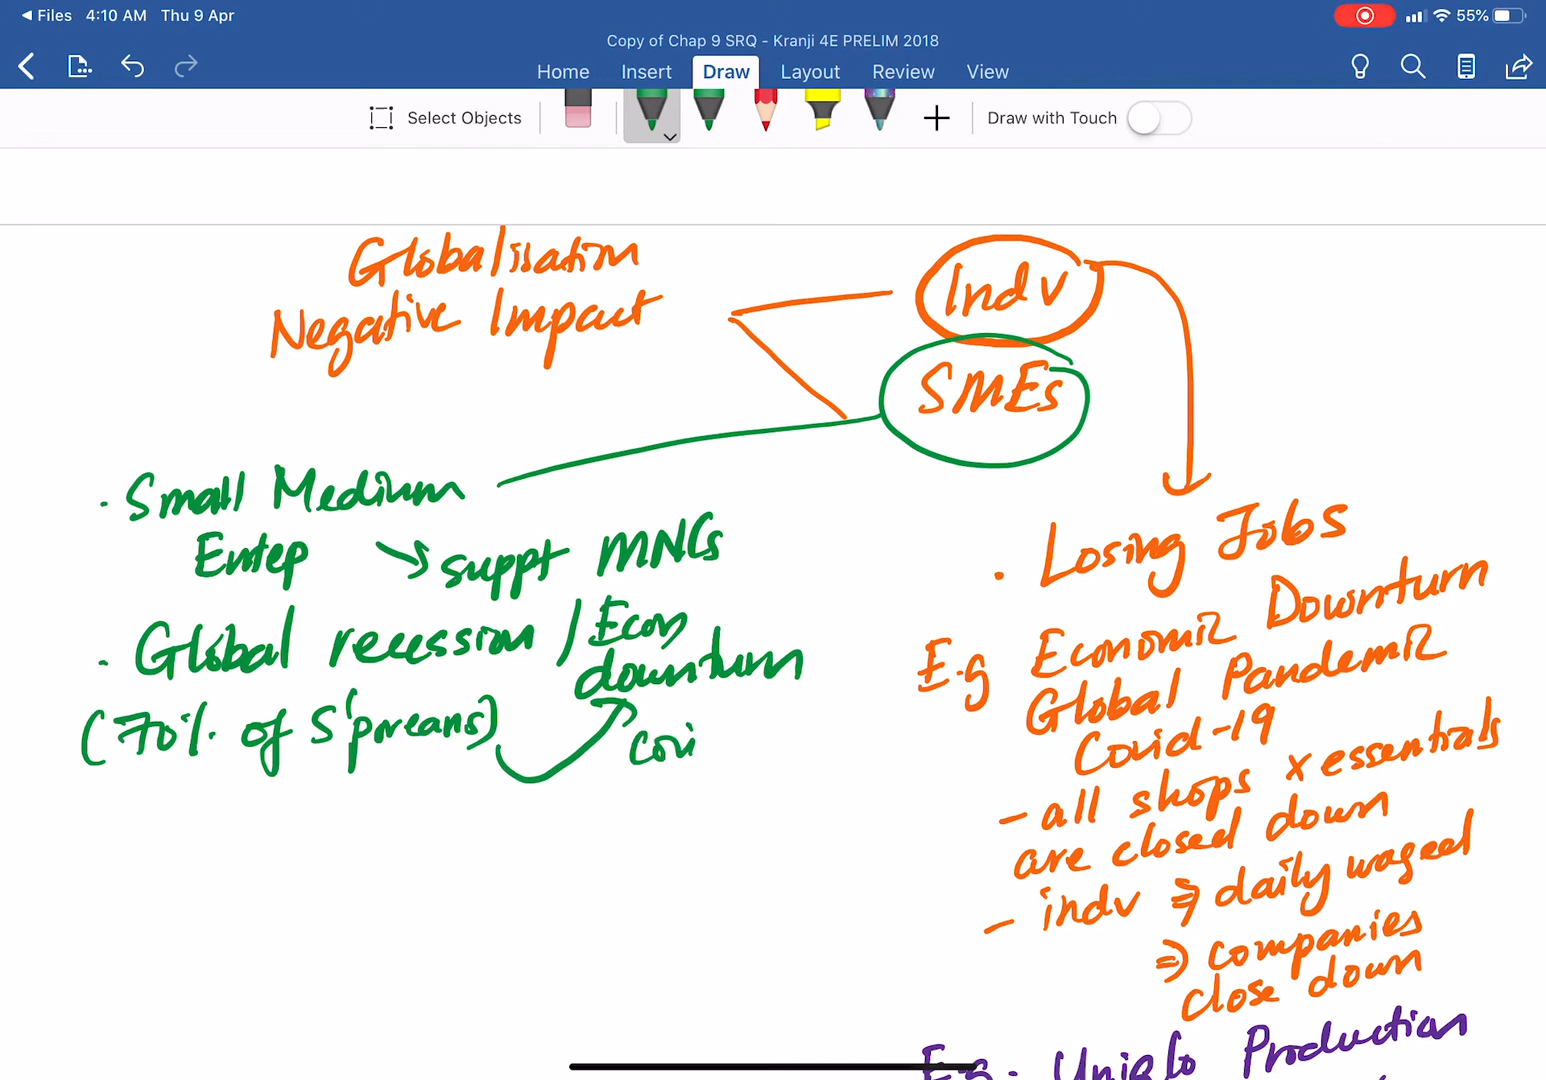 Files 4:10 AM Thu 9 Apr 55%
Copy of Chap 9 SRQ - Kranji 4E PRELIM 2018
Home Insert Draw Layout Review View
Select Objects Draw with Touch
Globalisation
Negative Impact
Indv
SMEs
· Small Medium
Entep → suppt MNCs
· Global recession / Econ
downturn
(70% of S'poreans)
Covi
· Losing Jobs
E.g Economic Downturn
Global Pandemic
Covid-19
- all shops x essentials
are closed down
- indv ⇒ daily waged
⇒ companies
close down
E.g. Uniqlo Production